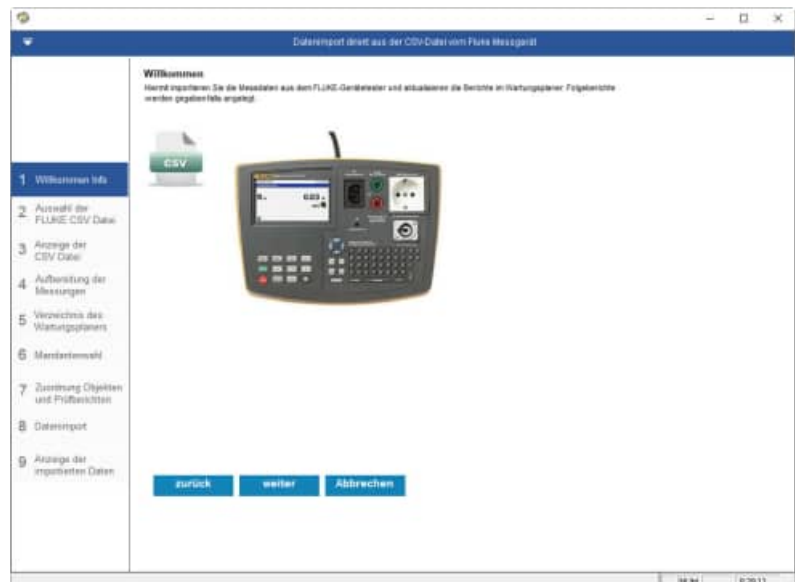 Datenimport direkt aus der CSV-Datei vom Fluke Messgerät
Willkommen
Hiermit importieren Sie die Messdaten aus dem FLUKE-Gerätetester und aktualisieren die Berichte im Wartungsplaner. Folgeberichte
werden gegebenfalls angelegt.
CSV
1 Willkommen Info
2 Auswahl der
FLUKE CSV Datei
3 Anzeige der
CSV Datei
4 Aufbereitung der
Messungen
5 Verzeichnis des
Wartungsplaners
6 Mandantenwahl
7 Zuordnung Objekten
und Prüfberichten
8 Datenimport
9 Anzeige der
importierten Daten
zurück weiter Abbrechen